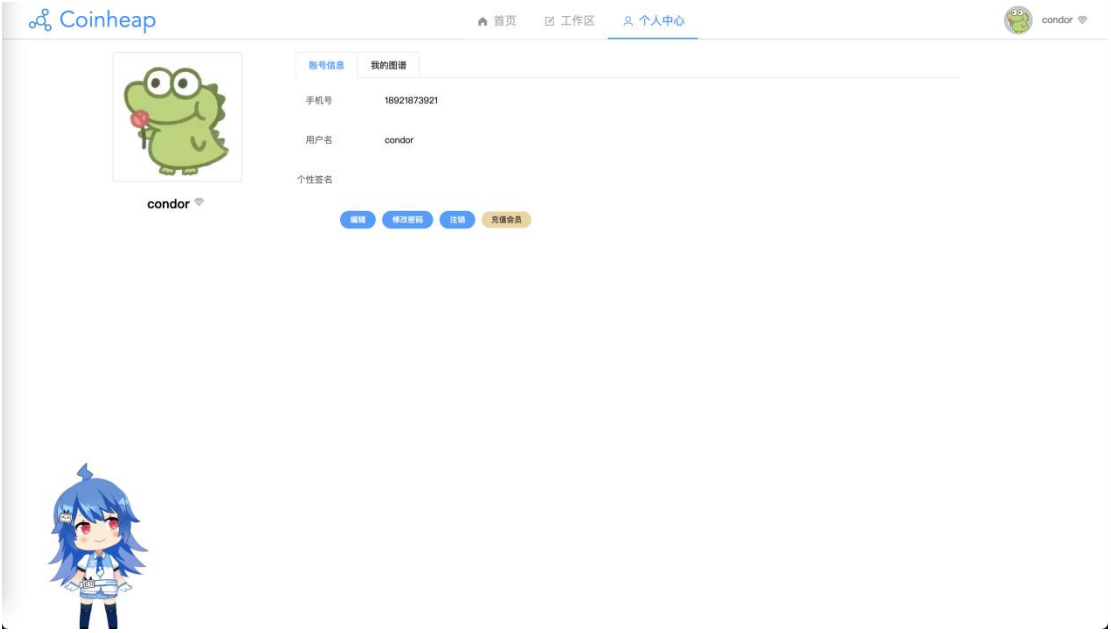 Coinheap 首页 工作区 个人中心 condor
账号信息 我的图谱
手机号 18921873921
用户名 condor
个性签名
condor
编辑 修改密码 注销 充值会员